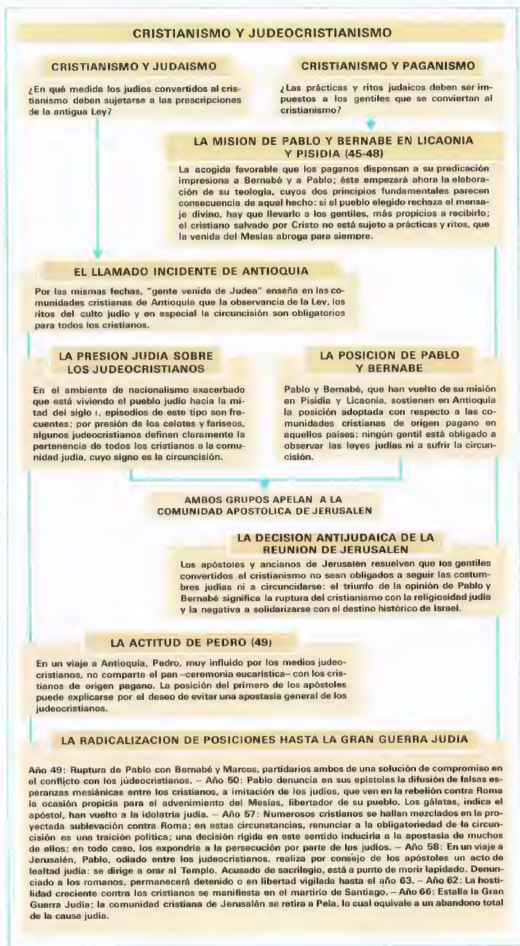 CRISTIANISMO Y JUDEOCRISTIANISMO
CRISTIANISMO Y JUDAISMO
¿En qué medida los judíos convertidos al cris-
tianismo deben sujetarse a las prescripciones
de la antigua Ley?
CRISTIANISMO Y PAGANISMO
¿Las prácticas y ritos judaicos deben ser im-
puestos a los gentiles que se conviertan al
cristianismo?
LA MISION DE PABLO Y BERNABE EN LICAONIA
Y PISIDIA (45-48)
La acogida favorable que los paganos dispensan a su predicación
impresiona a Bernabé y a Pablo; éste empezará ahora la elabora-
ción de su teología, cuyos dos principios fundamentales parecen
consecuencia de aquel hecho: si el pueblo elegido rechaza el mensa-
je divino, hay que llevarlo a los gentiles, más propicios a recibirlo;
el cristiano salvado por Cristo no está sujeto a prácticas y ritos, que
la venida del Mesías abroga para siempre.
EL LLAMADO INCIDENTE DE ANTIOQUIA
Por las mismas fechas, "gente venida de Judea" enseña en las co-
munidades cristianas de Antioquía que la observancia de la Ley, los
ritos del culto judío y en especial la circuncisión son obligatorios
para todos los cristianos.
LA PRESION JUDIA SOBRE
LOS JUDEOCRISTIANOS
En el ambiente de nacionalismo exacerbado
que está viviendo el pueblo judío hacia la mi-
tad del siglo I, episodios de este tipo son fre-
cuentes; por presión de los celotes y fariseos,
algunos judeocristianos definen claramente la
pertenencia de todos los cristianos a la comu-
nidad judía, cuyo signo es la circuncisión.
LA POSICION DE PABLO
Y BERNABE
Pablo y Bernabé, que han vuelto de su misión
en Pisidia y Licaonia, sostienen en Antioquía
la posición adoptada con respecto a las co-
munidades cristianas de origen pagano en
aquellos países: ningún gentil está obligado a
observar las leyes judías ni a sufrir la circun-
cisión.
AMBOS GRUPOS APELAN A LA
COMUNIDAD APOSTOLICA DE JERUSALEN
LA DECISION ANTIJUDAICA DE LA
REUNION DE JERUSALEN
Los apóstoles y ancianos de Jerusalén resuelven que los gentiles
convertidos al cristianismo no sean obligados a seguir las costum-
bres judías ni a circuncidarse: el triunfo de la opinión de Pablo y
Bernabé significa la ruptura del cristianismo con la religiosidad judía
y la negativa a solidarizarse con el destino histórico de Israel.
LA ACTITUD DE PEDRO (49)
En un viaje a Antioquía, Pedro, muy influido por los medios judeo-
cristianos, no comparte el pan –ceremonia eucarística– con los cris-
tianos de origen pagano. La posición del primero de los apóstoles
puede explicarse por el deseo de evitar una apostasía general de los
judeocristianos.
LA RADICALIZACION DE POSICIONES HASTA LA GRAN GUERRA JUDIA
Año 49: Ruptura de Pablo con Bernabé y Marcos, partidarios ambos de una solución de compromiso en
el conflicto con los judeocristianos. – Año 50: Pablo denuncia en sus epístolas la difusión de falsas es-
peranzas mesiánicas entre los cristianos, a imitación de los judíos, que ven en la rebelión contra Roma
la ocasión propicia para el advenimiento del Mesías, libertador de su pueblo. Los gálatas, indica el
apóstol, han vuelto a la idolatría judía. – Año 57: Numerosos cristianos se hallan mezclados en la pro-
yectada sublevación contra Roma; en estas circunstancias, renunciar a la obligatoriedad de la circun-
cisión es una traición política; una decisión rígida en este sentido induciría a la apostasía de muchos
de ellos; en todo caso, los expondría a la persecución por parte de los judíos. – Año 58: En un viaje a
Jerusalén, Pablo, odiado entre los judeocristianos, realiza por consejo de los apóstoles un acto de
lealtad judía: se dirige a orar al Templo. Acusado de sacrilegio, está a punto de morir lapidado. Denun-
ciado a los romanos, permanecerá detenido o en libertad vigilada hasta el año 63. – Año 62: La hosti-
lidad creciente contra los cristianos se manifiesta en el martirio de Santiago. – Año 66: Estalla la Gran
Guerra Judía; la comunidad cristiana de Jerusalén se retira a Pela, lo cual equivale a un abandono total
de la causa judía.